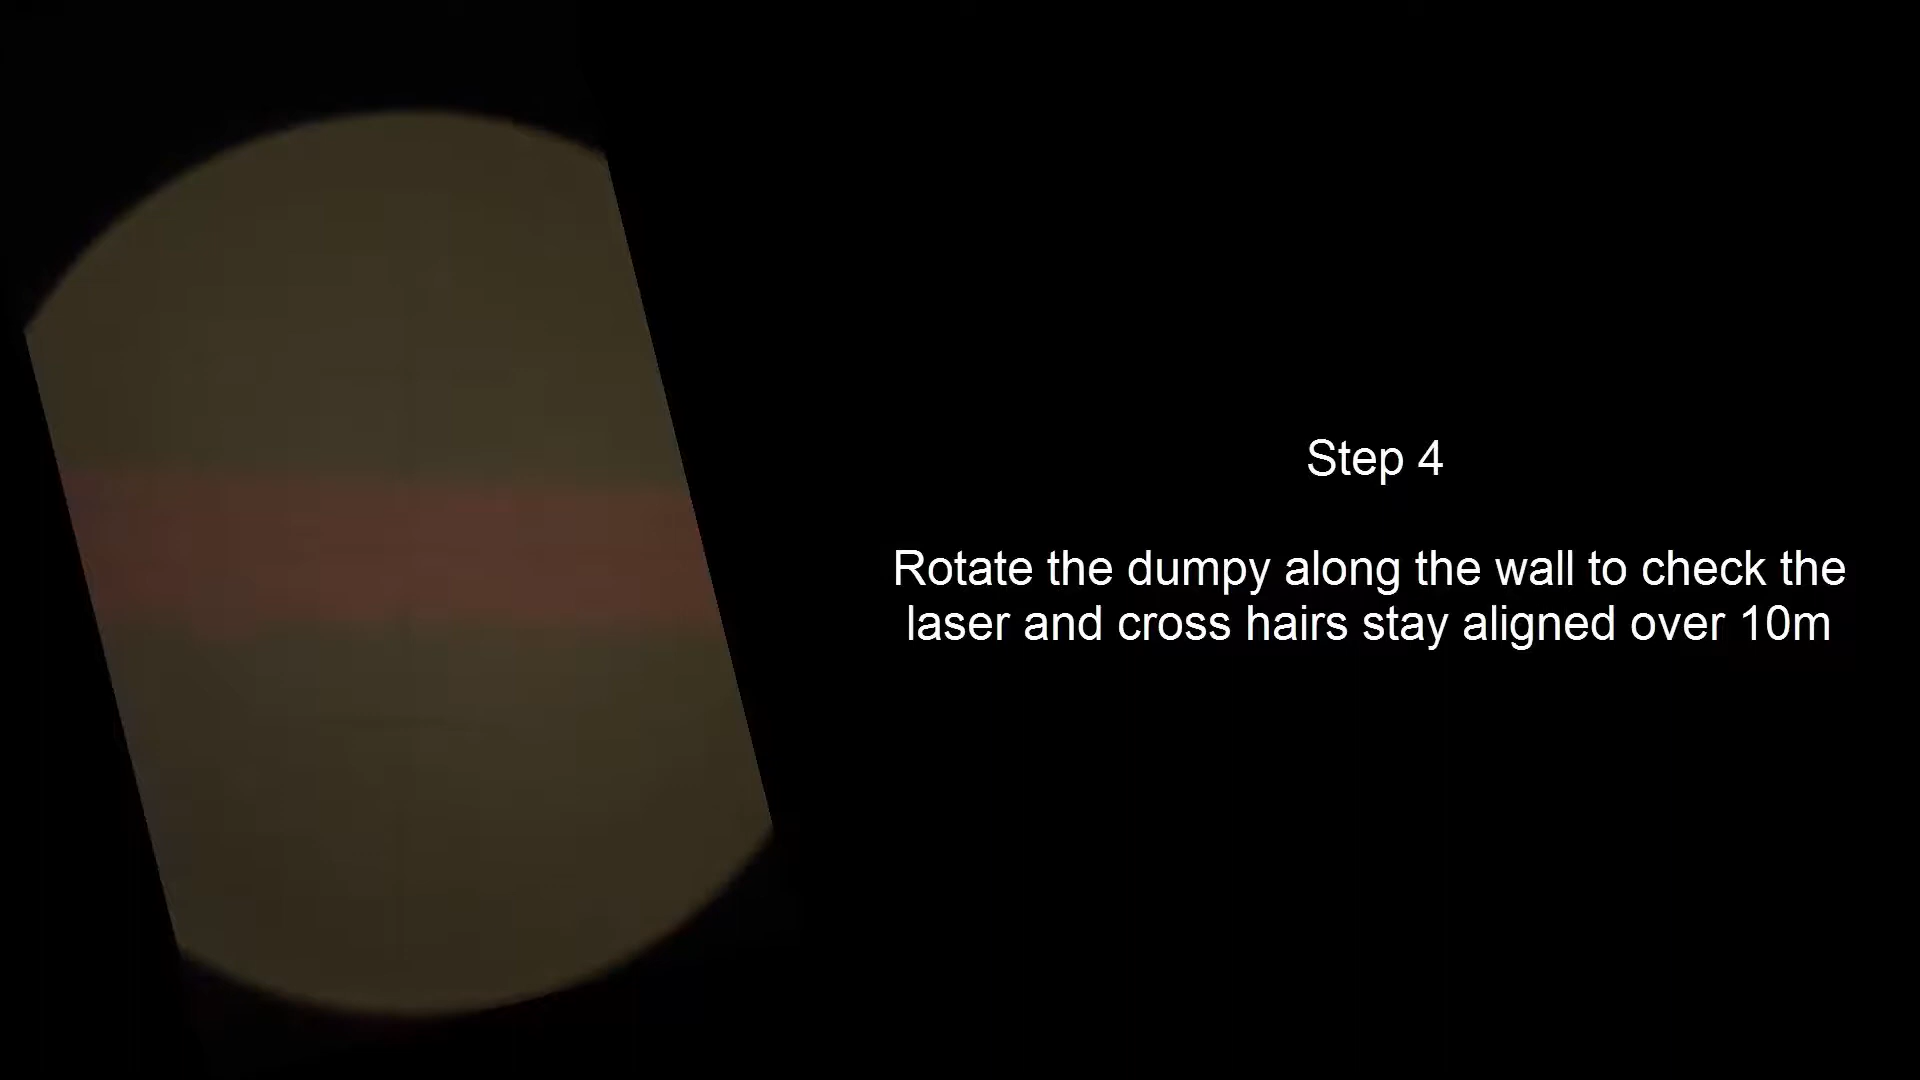 Step 4
Rotate the dumpy along the wall to check the
laser and cross hairs stay aligned over 10m